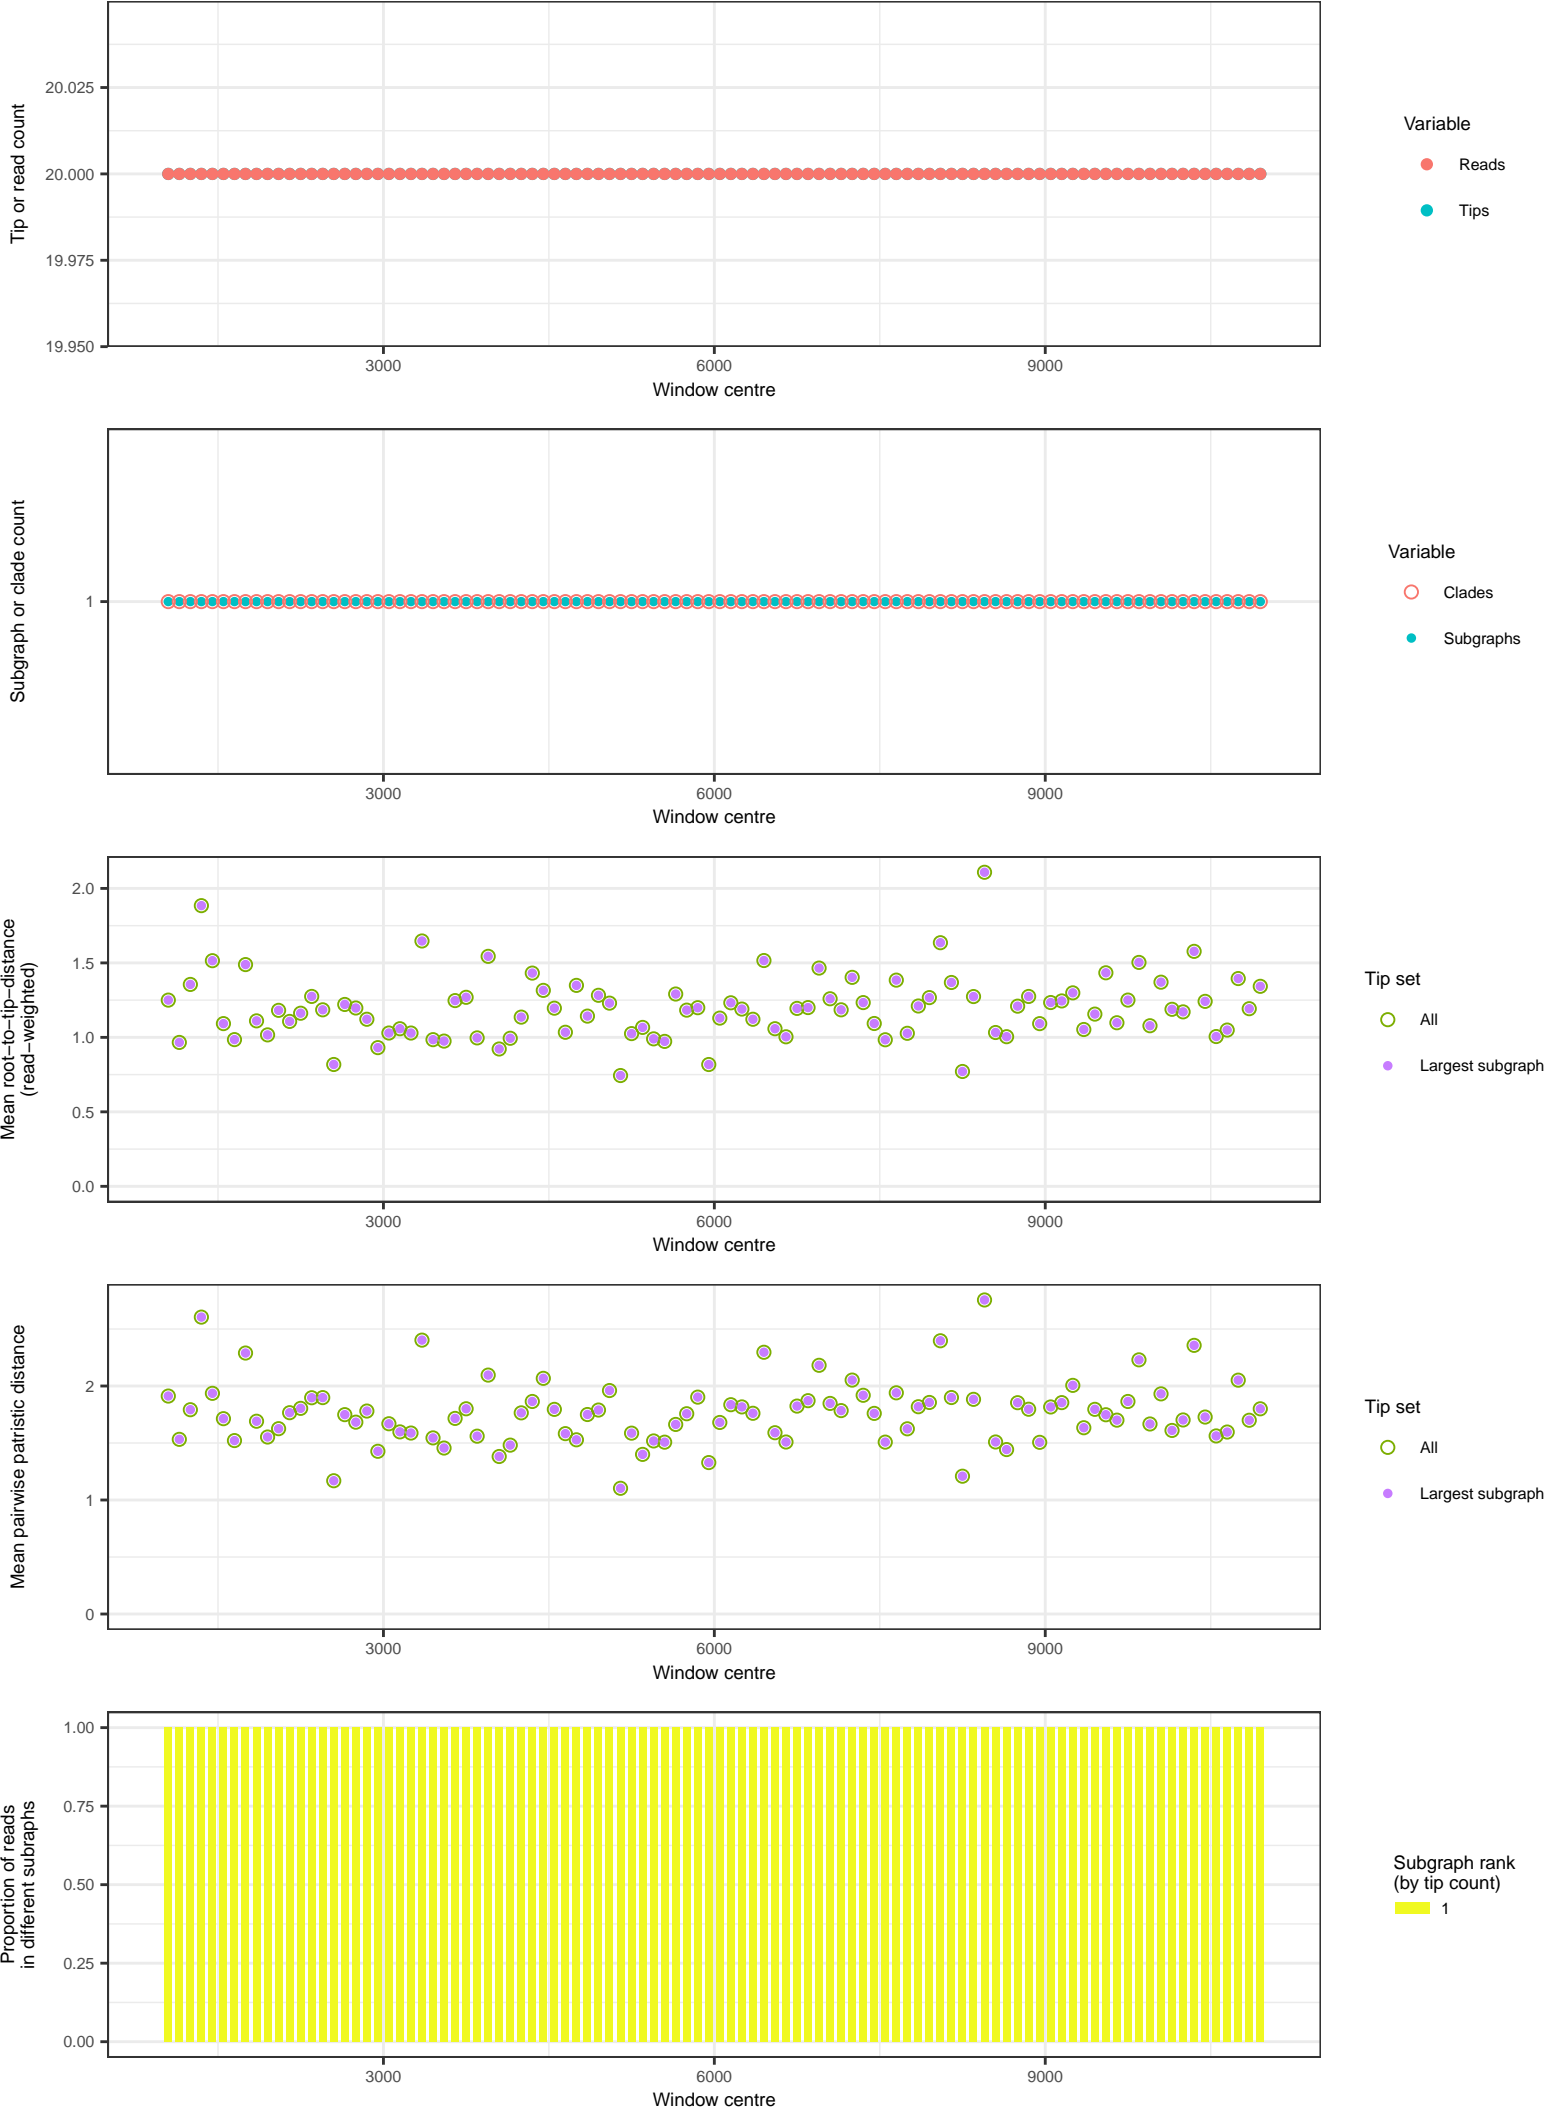 20.025
20.000
19.975
19.950
Tip or read count
3000 6000 9000
Window centre
Variable
Reads
Tips
1
Subgraph or clade count
3000 6000 9000
Window centre
Variable
Clades
Subgraphs
2.0
1.5
1.0
0.5
0.0
Mean root−to−tip−distance
(read−weighted)
3000 6000 9000
Window centre
Tip set
All
Largest subgraph
2
1
0
Mean pairwise patristic distance
3000 6000 9000
Window centre
Tip set
All
Largest subgraph
1.00
0.75
0.50
0.25
0.00
Proportion of reads
in different subraphs
3000 6000 9000
Window centre
Subgraph rank
(by tip count)
1